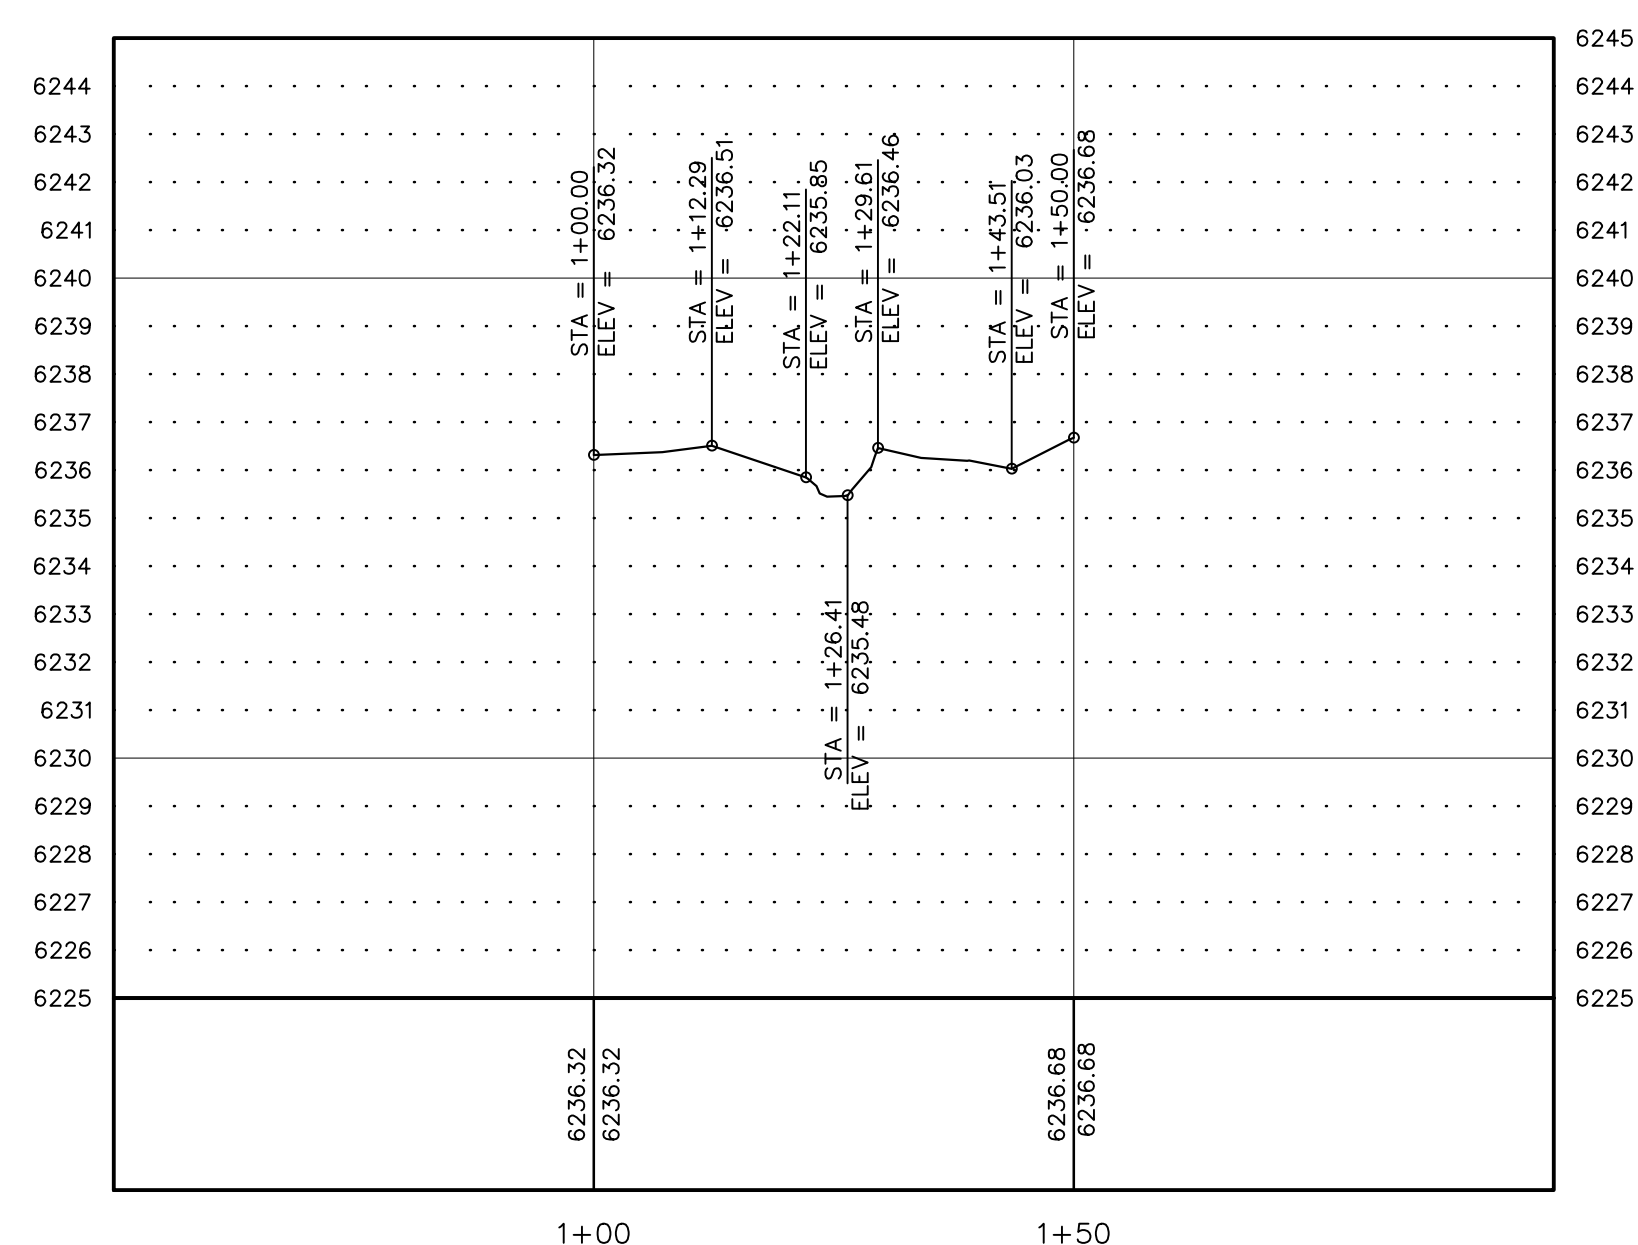 6245
6244 6244
6243 6243
6242 6242
6241 6241
6240 6240
6239 6239
6238 6238
6237 6237
6236 6236
6235 6235
6234 6234
6233 6233
6232 6232
6231 6231
6230 6230
6229 6229
6228 6228
6227 6227
6226 6226
6225 6225
STA = 1+00.00
ELEV = 6236.32
STA = 1+12.29
ELEV = 6236.51
STA = 1+22.11
ELEV = 6235.85
STA = 1+29.61
ELEV = 6236.46
STA = 1+43.51
ELEV = 6236.03
STA = 1+50.00
ELEV = 6236.68
STA = 1+26.41
ELEV = 6235.48
6236.32
6236.32
6236.68
6236.68
1+00 1+50